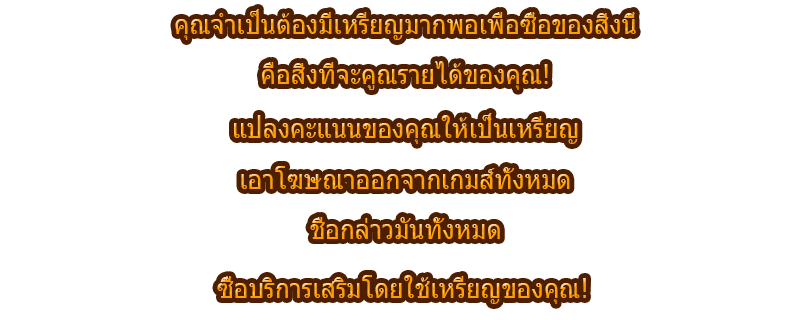 คุณจำเป็นต้องมีเหรียญมากพอเพื่อซื้อของสิ่งนี้
คือสิ่งที่จะคูณรายได้ของคุณ!
แปลงคะแนนของคุณให้เป็นเหรียญ
เอาโฆษณาออกจากเกมส์ทั้งหมด
ชื่อกล่าวมันทั้งหมด
ซื้อบริการเสริมโดยใช้เหรียญของคุณ!